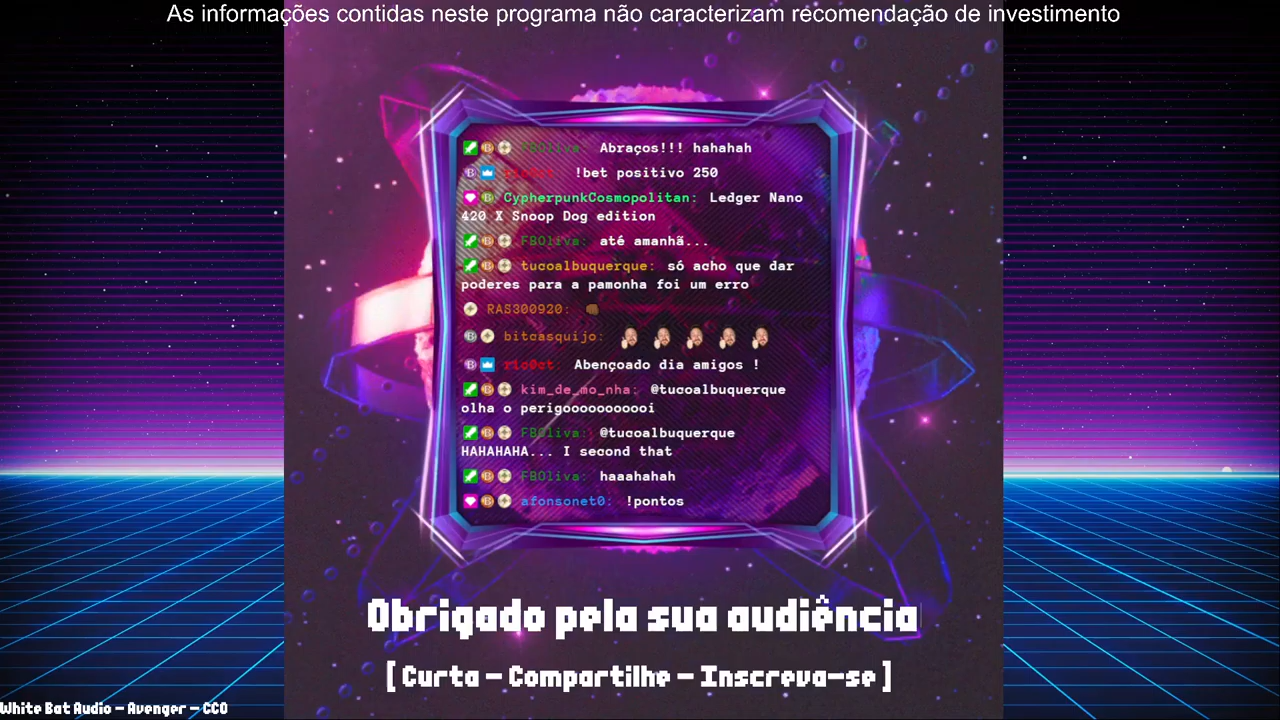 As informações contidas neste programa não caracterizam recomendação de investimento
FBOliva: Abraços!!! hahahah
!bet positivo 250
CypherpunkCosmopolitan: Ledger Nano
420 X Snoop Dog edition
FBOliva: até amanhã...
tucoalbuquerque: só acho que dar
poderes para a pamonha foi um erro
RAS300920:
bitcasquijo:
Abençoado dia amigos !
kim_de_mo_nha: @tucoalbuquerque
olha o perigooooooooooi
FBOliva: @tucoalbuquerque
HAHAHAHA... I second that
FBOliva: haaahahah
afonsonet0: !pontos
Obrigado pela sua audiência
[ Curta - Compartilhe - Inscreva-se ]
White Bat Audio - Avenger - CC0